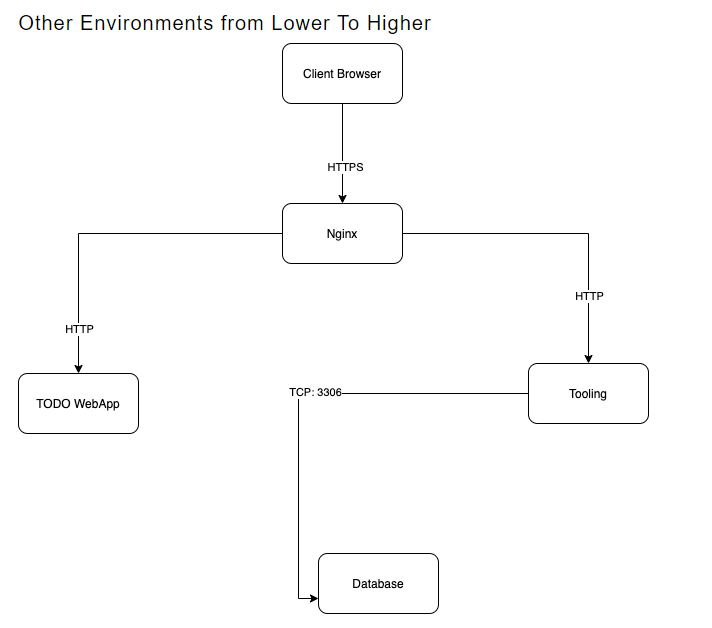 Other Environments from Lower To Higher
Client Browser
HTTPS
Nginx
HTTP
HTTP
TCP: 3306
Tooling
TODO WebApp
Database